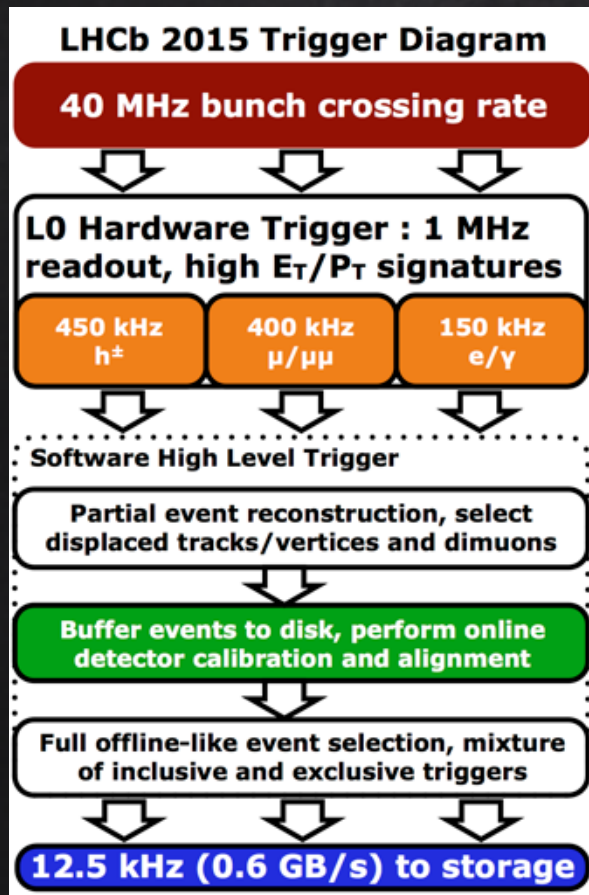 LHCb 2015 Trigger Diagram
40 MHz bunch crossing rate
L0 Hardware Trigger : 1 MHz
readout, high E_T/P_T signatures
450 kHz
h±
400 kHz
μ/μμ
150 kHz
e/γ
Software High Level Trigger
Partial event reconstruction, select
displaced tracks/vertices and dimuons
Buffer events to disk, perform online
detector calibration and alignment
Full offline-like event selection, mixture
of inclusive and exclusive triggers
12.5 kHz (0.6 GB/s) to storage